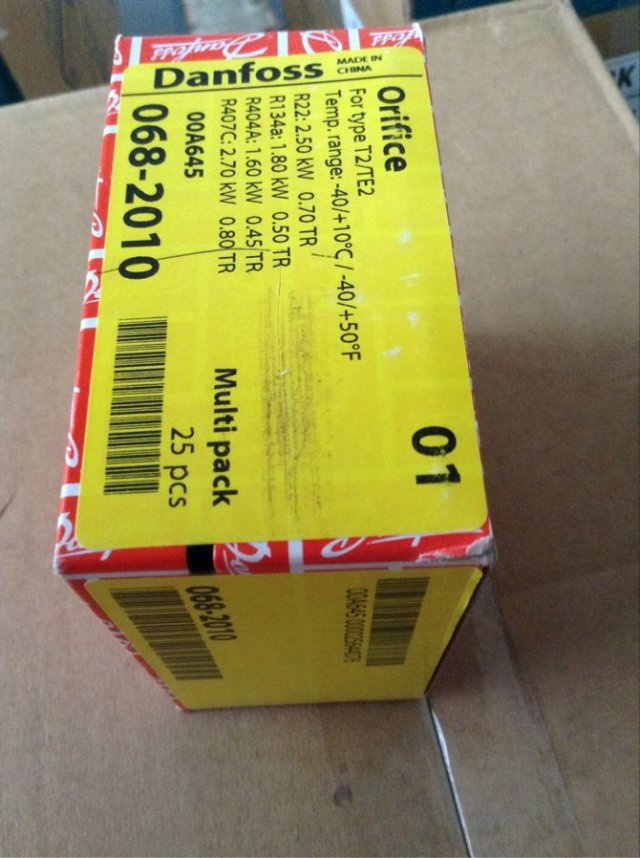 Danfoss
MADE IN
CHINA
Orifice
01
For type T2/TE2
Temp. range: -40/+10°C / -40/+50°F
R22: 2.50 kW 0.70 TR
R134a: 1.80 kW 0.50 TR
R404A: 1.60 kW 0.45 TR
R407C: 2.70 kW 0.80 TR
Multi pack
25 pcs
00A645
068-2010
068-2010
Danfoss